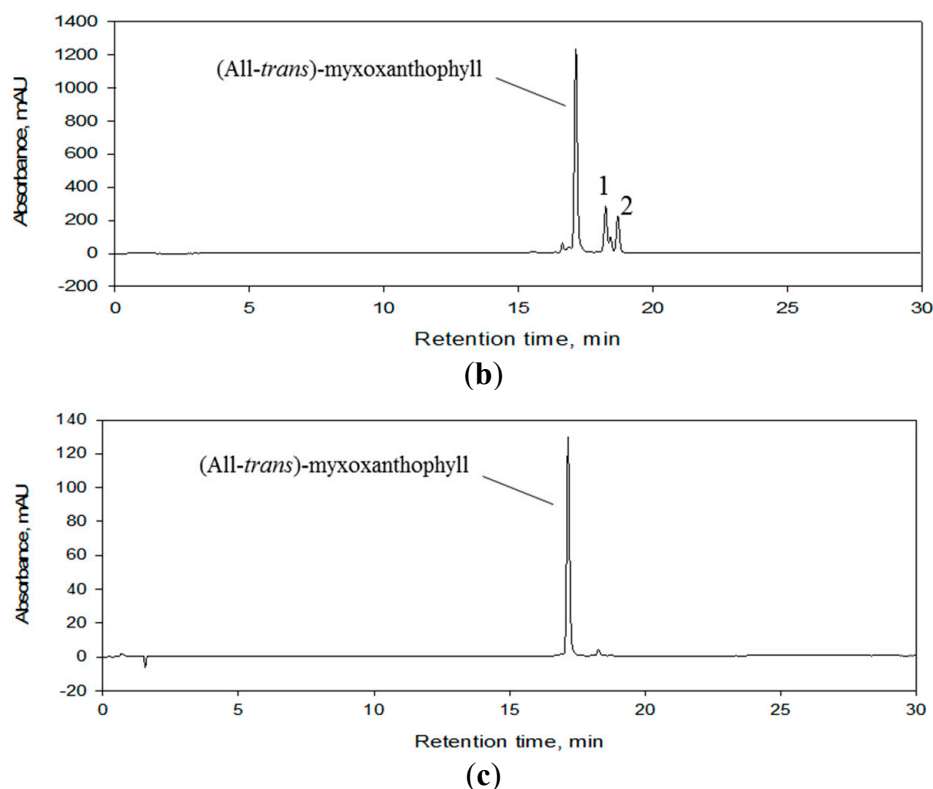 1400
1200
1000
800
600
400
200
0
-200
Absorbance, mAU
(All-trans)-myxoxanthophyll
1
2
0 5 10 15 20 25 30
Retention time, min
(b)
140
120
100
80
60
40
20
0
-20
Absorbance, mAU
(All-trans)-myxoxanthophyll
0 5 10 15 20 25 30
Retention time, min
(c)